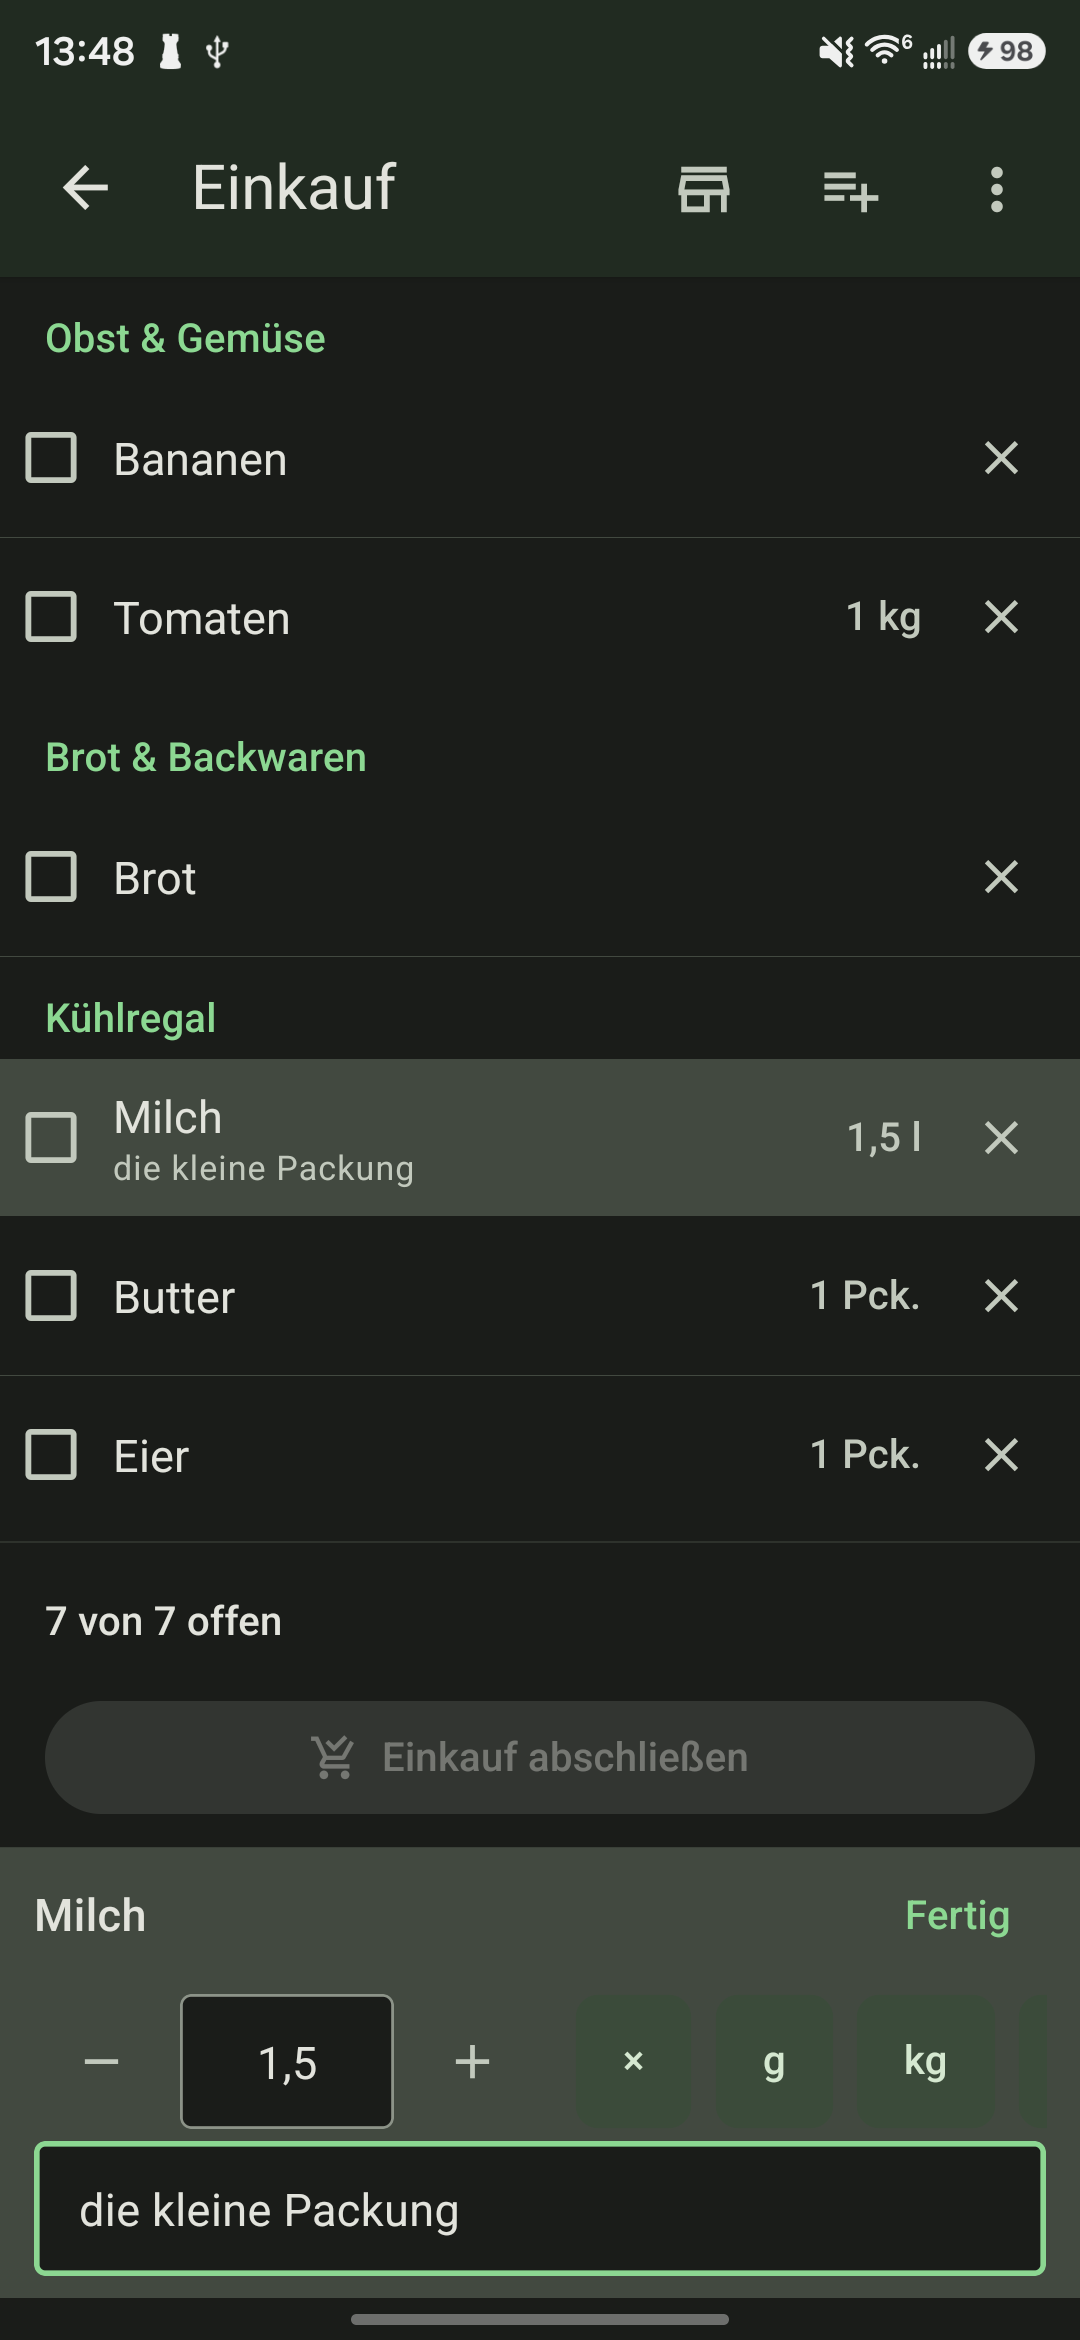 13:48 6 98
Einkauf
Obst & Gemüse
Bananen
Tomaten 1 kg
Brot & Backwaren
Brot
Kühlregal
Milch 1,5 l
die kleine Packung
Butter 1 Pck.
Eier 1 Pck.
7 von 7 offen
Einkauf abschließen
Milch Fertig
− 1,5 + × g kg
die kleine Packung